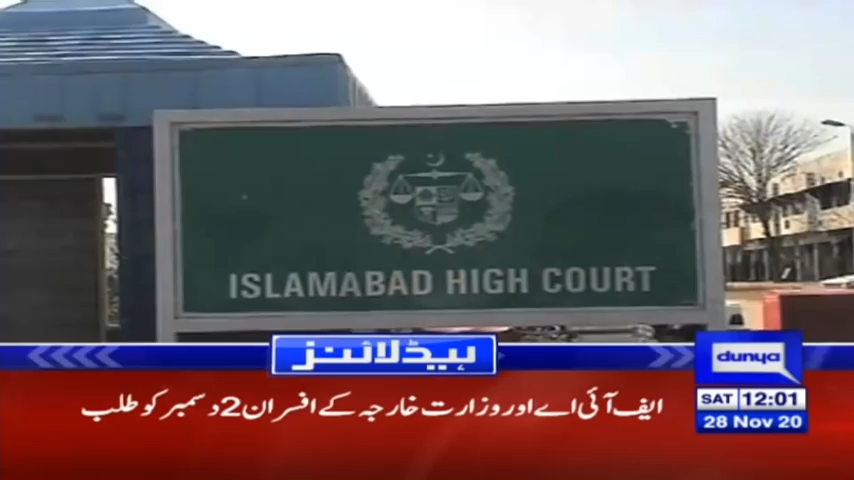 ISLAMABAD HIGH COURT
ہیڈلائنز
dunya
SAT 12:01
28 Nov 20
ایف آئی اے اور وزارت خارجہ کے افسران 2 دسمبر کو طلب